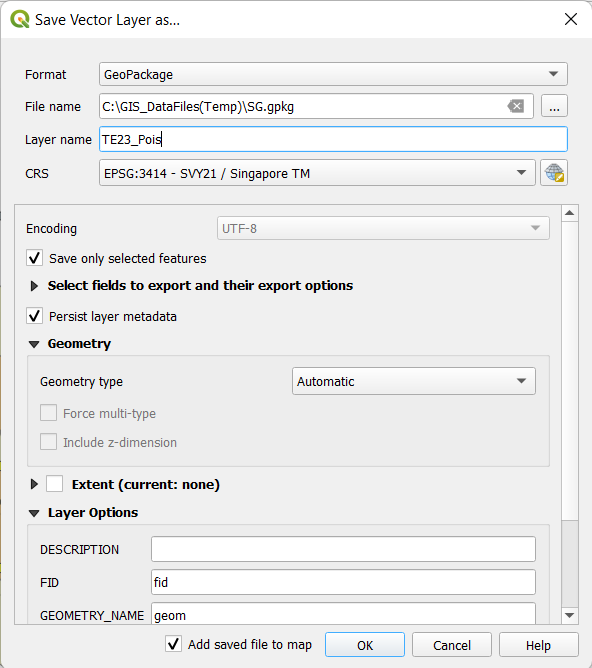 Save Vector Layer as...
Format GeoPackage
File name C:\GIS_DataFiles(Temp)\SG.gpkg ...
Layer name TE23_Pois
CRS EPSG:3414 - SVY21 / Singapore TM
Encoding UTF-8
Save only selected features
Select fields to export and their export options
Persist layer metadata
Geometry
Geometry type Automatic
Force multi-type
Include z-dimension
Extent (current: none)
Layer Options
DESCRIPTION
FID fid
GEOMETRY_NAME geom
Add saved file to map OK Cancel Help